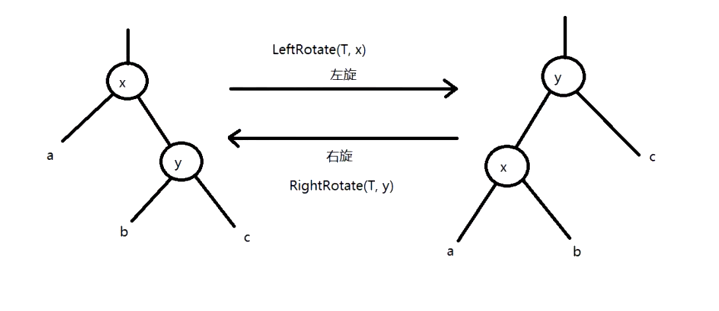 LeftRotate(T, x)
左旋
x
y
a
y
c
右旋
x
RightRotate(T, y)
b
c
a
b